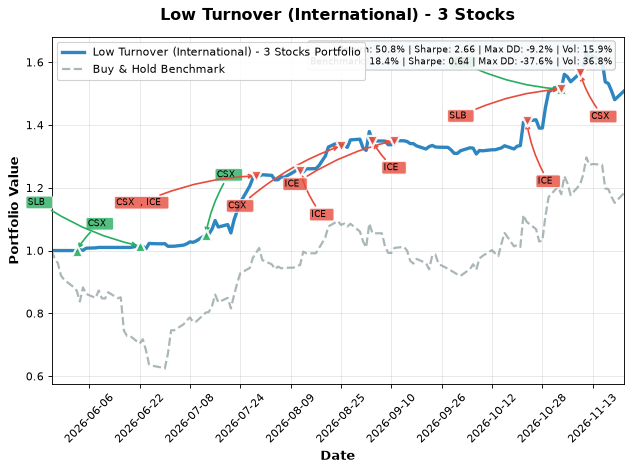 Low Turnover (International) - 3 Stocks
50.8% | Sharpe: 2.66 | Max DD: -9.2% | Vol: 15.9%
18.4% | Sharpe: 0.64 | Max DD: -37.6% | Vol: 36.8%
Low Turnover (International) - 3 Stocks Portfolio
Buy & Hold Benchmark
Portfolio Value
1.6
1.4
1.2
1.0
0.8
0.6
SLB
CSX
CSX , ICE
CSX
CSX
ICE
ICE
ICE
SLB
ICE
CSX
2026-06-06
2026-06-22
2026-07-08
2026-07-24
2026-08-09
2026-08-25
2026-09-10
2026-09-26
2026-10-12
2026-10-28
2026-11-13
Date